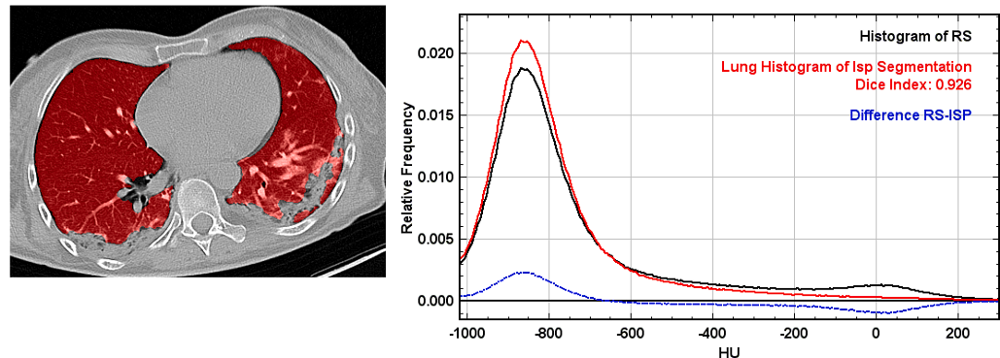 Histogram of RS
Lung Histogram of Isp Segmentation
Dice Index: 0.926
Difference RS-ISP
Relative Frequency
0.020
0.015
0.010
0.005
0.000
-1000 -800 -600 -400 -200 0 200
HU